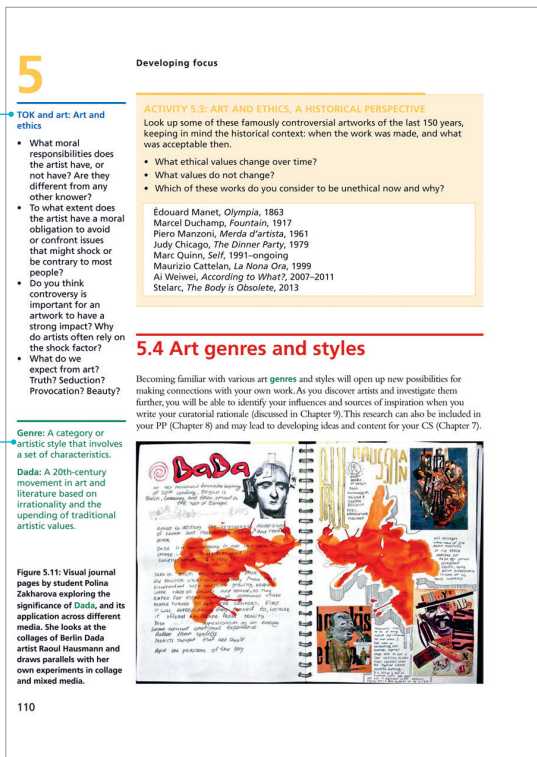 5
Developing focus
TOK and art: Art and
ethics
• What moral
responsibilities does
the artist have, or
not have? Are they
different from any
other knower?
• To what extent does
the artist have a moral
obligation to avoid
or confront issues
that might shock or
be contrary to most
people?
• Do you think
controversy is
important for an
artwork to have a
strong impact? Why
do artists often rely on
the shock factor?
• What do we
expect from art?
Truth? Seduction?
Provocation? Beauty?
ACTIVITY 5.3: ART AND ETHICS, A HISTORICAL PERSPECTIVE
Look up some of these famously controversial artworks of the last 150 years,
keeping in mind the historical context: when the work was made, and what
was acceptable then.
• What ethical values change over time?
• What values do not change?
• Which of these works do you consider to be unethical now and why?
Édouard Manet, Olympia, 1863
Marcel Duchamp, Fountain, 1917
Piero Manzoni, Merda d'artista, 1961
Judy Chicago, The Dinner Party, 1979
Marc Quinn, Self, 1991–ongoing
Maurizio Cattelan, La Nona Ora, 1999
Ai Weiwei, According to What?, 2007–2011
Stelarc, The Body is Obsolete, 2013
5.4 Art genres and styles
Becoming familiar with various art genres and styles will open up new possibilities for
making connections with your own work. As you discover artists and investigate them
further, you will be able to identify your influences and sources of inspiration when you
write your curatorial rationale (discussed in Chapter 9). This research can also be included in
your PP (Chapter 8) and may lead to developing ideas and content for your CS (Chapter 7).
Genre: A category or
artistic style that involves
a set of characteristics.
Dada: A 20th-century
movement in art and
literature based on
irrationality and the
upending of traditional
artistic values.
Figure 5.11: Visual journal
pages by student Polina
Zakharova exploring the
significance of Dada, and its
application across different
media. She looks at the
collages of Berlin Dada
artist Raoul Hausmann and
draws parallels with her
own experiments in collage
and mixed media.
DaDa
HAUSMANN
110